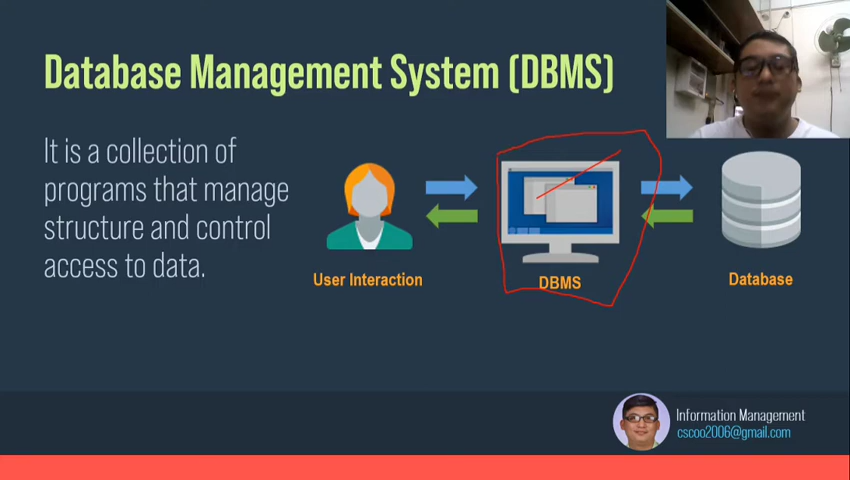 Database Management System (DBMS)
It is a collection of
programs that manage
structure and control
access to data.
User Interaction
DBMS
Database
Information Management
cscoo2006@gmail.com